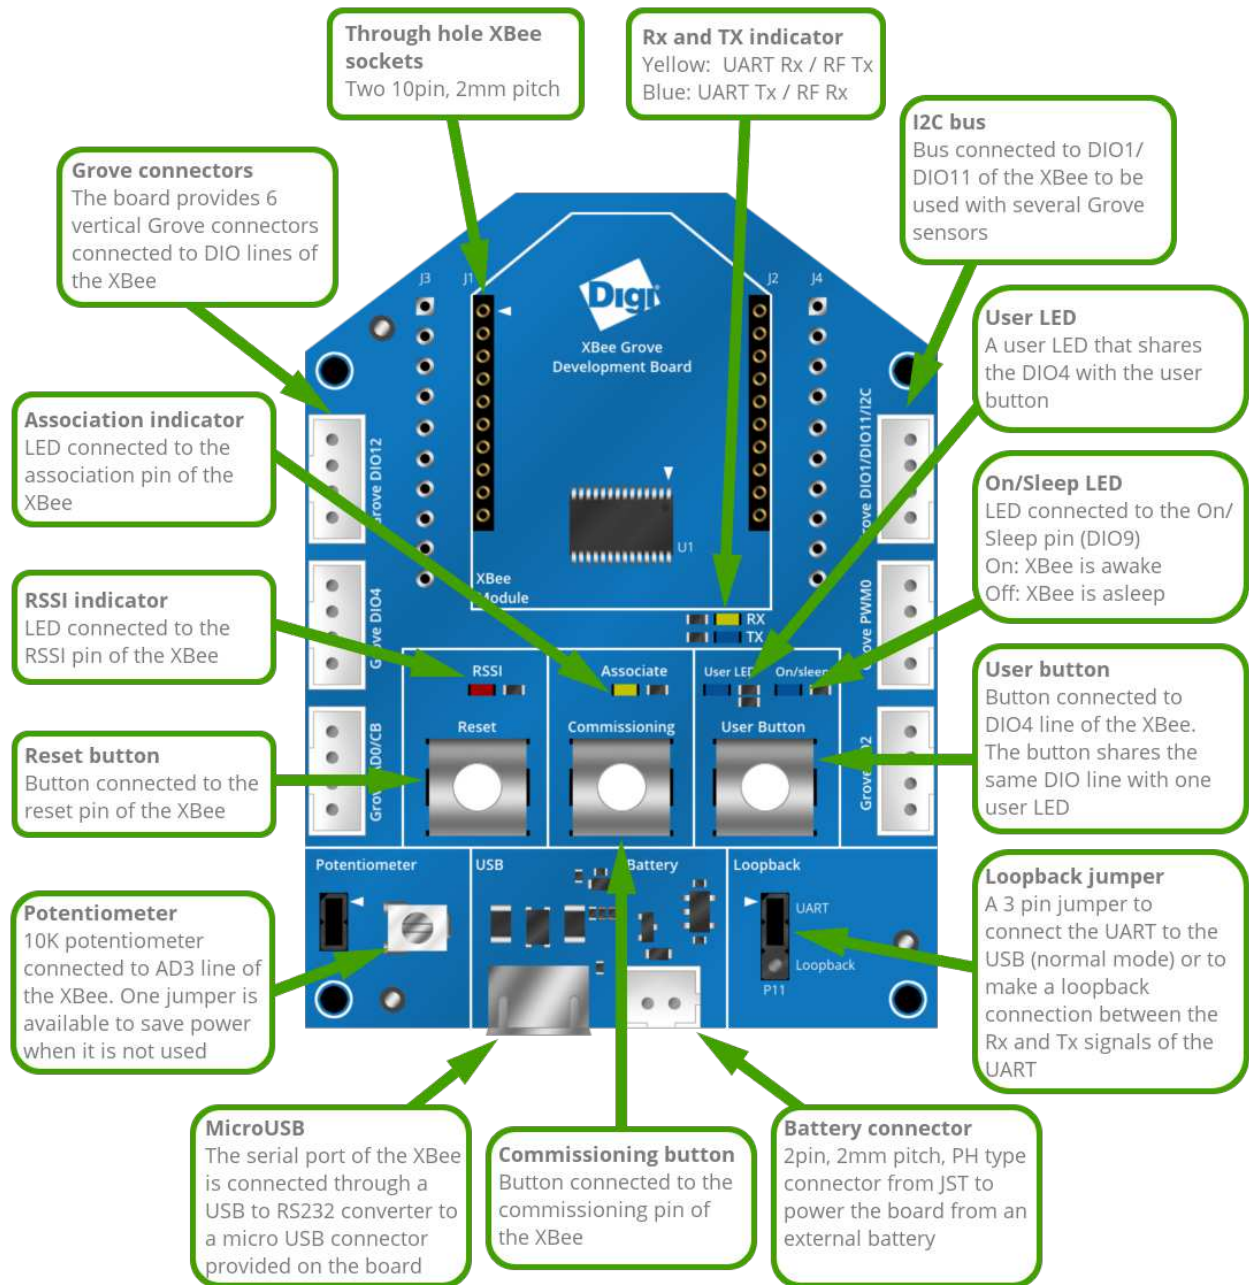 Through hole XBee
sockets
Two 10pin, 2mm pitch
Rx and TX indicator
Yellow:  UART Rx / RF Tx
Blue: UART Tx / RF Rx
I2C bus
Bus connected to DIO1/
DIO11 of the XBee to be
used with several Grove
sensors
Grove connectors
The board provides 6
vertical Grove connectors
connected to DIO lines of
the XBee
User LED
A user LED that shares
the DIO4 with the user
button
Association indicator
LED connected to the
association pin of the
XBee
On/Sleep LED
LED connected to the On/
Sleep pin (DIO9)
On: XBee is awake
Off: XBee is asleep
RSSI indicator
LED connected to the
RSSI pin of the XBee
User button
Button connected to
DIO4 line of the XBee.
The button shares the
same DIO line with one
user LED
Reset button
Button connected to the
reset pin of the XBee
Loopback jumper
A 3 pin jumper to
connect the UART to the
USB (normal mode) or to
make a loopback
connection between the
Rx and Tx signals of the
UART
Potentiometer
10K potentiometer
connected to AD3 line of
the XBee. One jumper is
available to save power
when it is not used
MicroUSB
The serial port of the XBee
is connected through a
USB to RS232 converter to
a micro USB connector
provided on the board
Commissioning button
Button connected to the
commissioning pin of
the XBee
Battery connector
2pin, 2mm pitch, PH type
connector from JST to
power the board from an
external battery
J3
J1
J2
J4
Digi
XBee Grove
Development Board
U1
XBee
Module
RX
TX
Grove DIO12
Grove DIO4
Grove AD0/CB
Grove DIO1/DIO11/I2C
Grove PWM0
Grove
RSSI
Associate
User LED
On/sleep
Reset
Commissioning
User Button
Potentiometer
USB
Battery
Loopback
UART
Loopback
P11